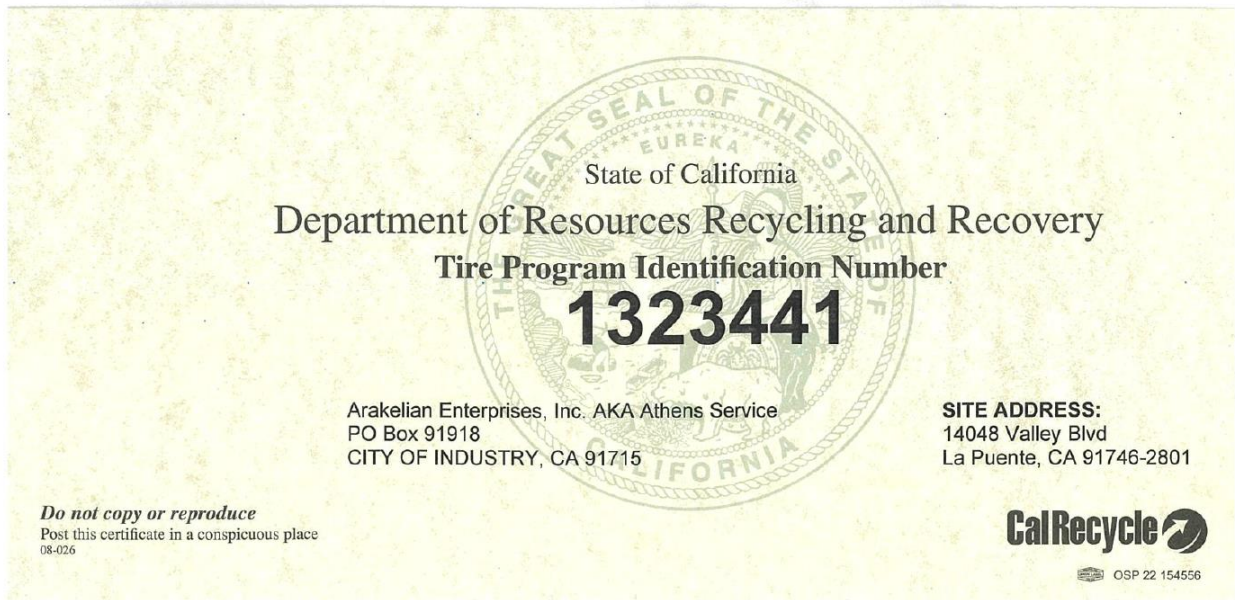 THE GREAT SEAL OF THE STATE OF CALIFORNIA
EUREKA
State of California
Department of Resources Recycling and Recovery
Tire Program Identification Number
1323441
Arakelian Enterprises, Inc. AKA Athens Service
PO Box 91918
CITY OF INDUSTRY, CA 91715
SITE ADDRESS:
14048 Valley Blvd
La Puente, CA 91746-2801
Do not copy or reproduce
Post this certificate in a conspicuous place
08-026
CalRecycle
OSP 22 154556